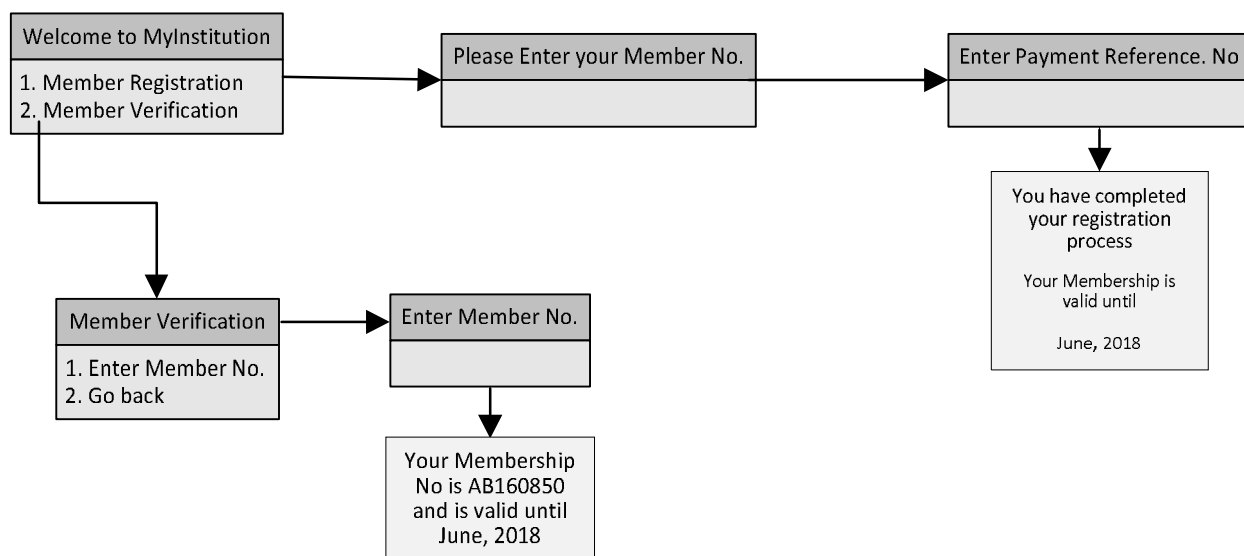 Welcome to MyInstitution
1. Member Registration
2. Member Verification
Please Enter your Member No.
Enter Payment Reference. No
You have completed
your registration
process
Your Membership is
valid until
June, 2018
Member Verification
1. Enter Member No.
2. Go back
Enter Member No.
Your Membership
No is AB160850
and is valid until
June, 2018